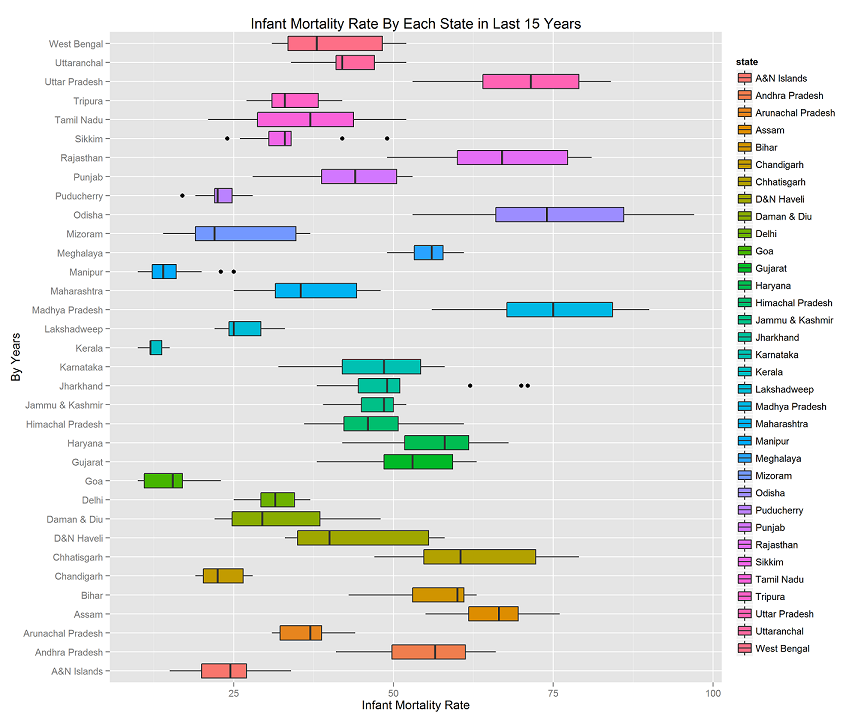 Infant Mortality Rate By Each State in Last 15 Years
By Years
West Bengal
Uttaranchal
Uttar Pradesh
Tripura
Tamil Nadu
Sikkim
Rajasthan
Punjab
Puducherry
Odisha
Mizoram
Meghalaya
Manipur
Maharashtra
Madhya Pradesh
Lakshadweep
Kerala
Karnataka
Jharkhand
Jammu & Kashmir
Himachal Pradesh
Haryana
Gujarat
Goa
Delhi
Daman & Diu
D&N Haveli
Chhatisgarh
Chandigarh
Bihar
Assam
Arunachal Pradesh
Andhra Pradesh
A&N Islands
25 50 75 100
Infant Mortality Rate
state
A&N Islands
Andhra Pradesh
Arunachal Pradesh
Assam
Bihar
Chandigarh
Chhatisgarh
D&N Haveli
Daman & Diu
Delhi
Goa
Gujarat
Haryana
Himachal Pradesh
Jammu & Kashmir
Jharkhand
Karnataka
Kerala
Lakshadweep
Madhya Pradesh
Maharashtra
Manipur
Meghalaya
Mizoram
Odisha
Puducherry
Punjab
Rajasthan
Sikkim
Tamil Nadu
Tripura
Uttar Pradesh
Uttaranchal
West Bengal